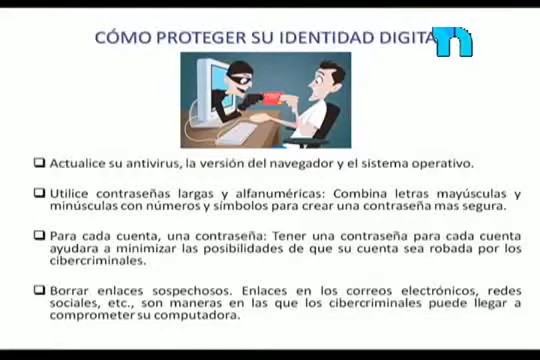 CÓMO PROTEGER SU IDENTIDAD DIGITA
n
Actualice su antivirus, la versión del navegador y el sistema operativo.
Utilice contraseñas largas y alfanuméricas: Combina letras mayúsculas y
minúsculas con números y símbolos para crear una contraseña mas segura.
Para cada cuenta, una contraseña: Tener una contraseña para cada cuenta
ayudara a minimizar las posibilidades de que su cuenta sea robada por los
cibercriminales.
Borrar enlaces sospechosos. Enlaces en los correos electrónicos, redes
sociales, etc., son maneras en las que los cibercriminales puede llegar a
comprometer su computadora.